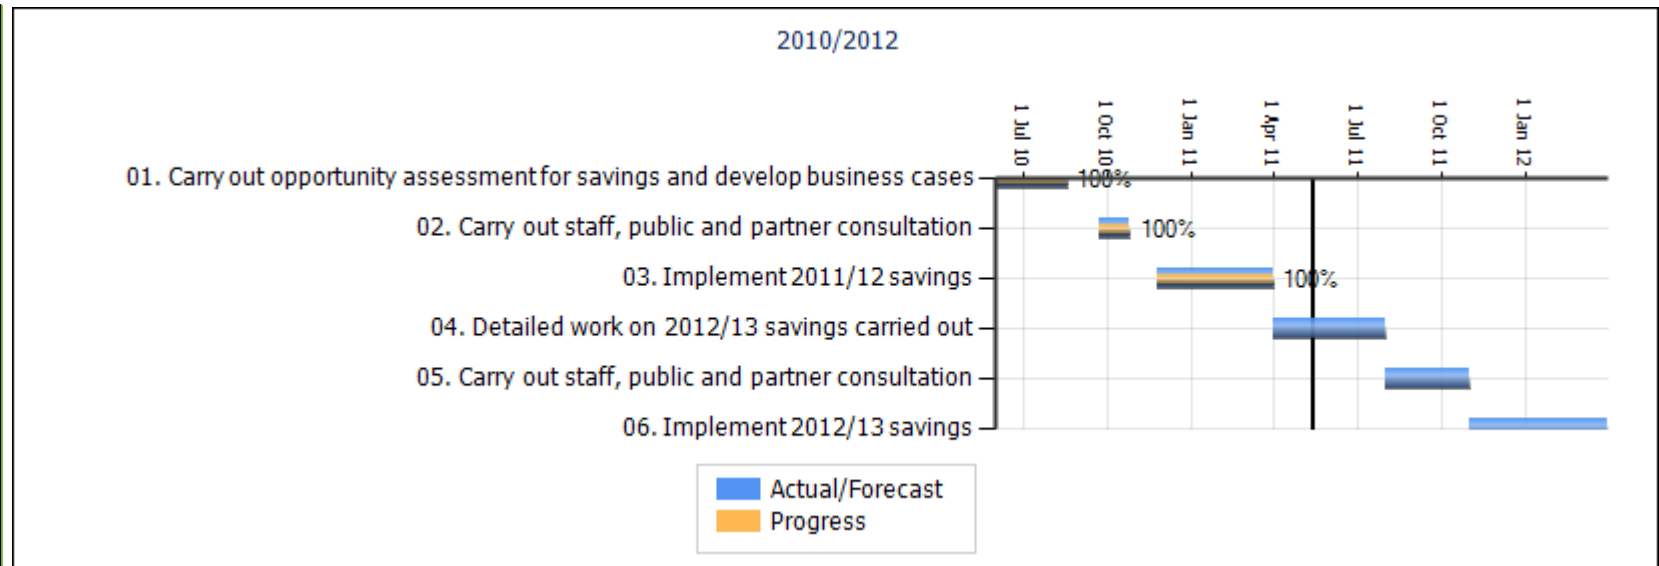 2010/2012
1 Jul 10
1 Oct 10
1 Jan 11
1 Apr 11
1 Jul 11
1 Oct 11
1 Jan 12
01. Carry out opportunity assessment for savings and develop business cases
100%
02. Carry out staff, public and partner consultation
100%
03. Implement 2011/12 savings
100%
04. Detailed work on 2012/13 savings carried out
05. Carry out staff, public and partner consultation
06. Implement 2012/13 savings
Actual/Forecast
Progress